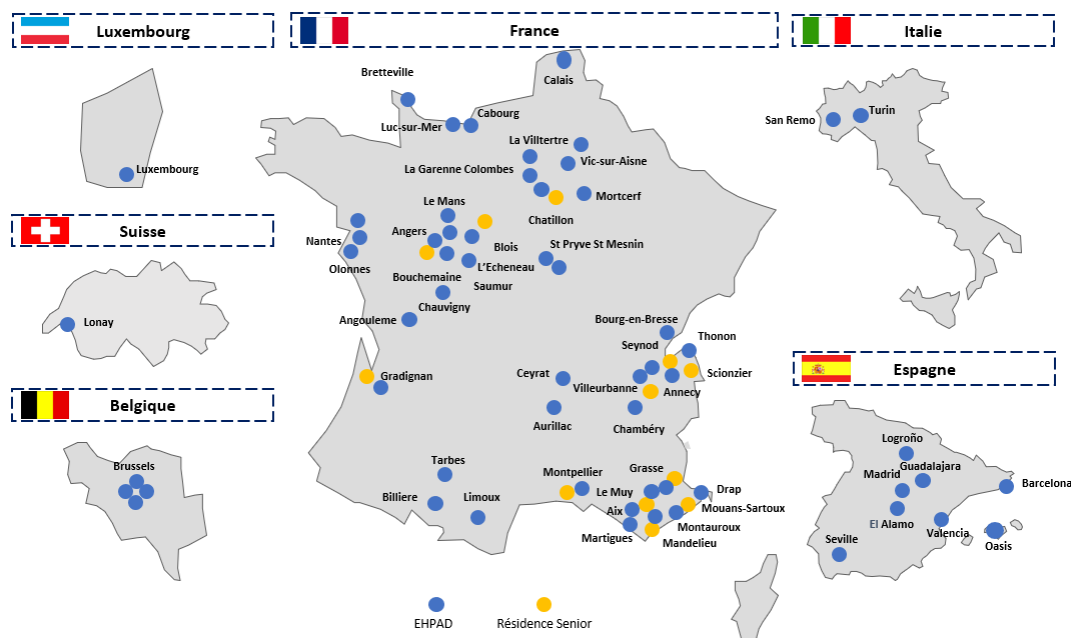 Luxembourg
France
Italie
Bretteville
Calais
Cabourg
Luc-sur-Mer
La Villtertre
Vic-sur-Aisne
La Garenne Colombes
Mortcerf
Chatillon
Le Mans
Angers
Nantes
Blois
Olonnes
St Pryve St Mesnin
L'Echeneau
Bouchemaine
Saumur
Chauvigny
Angouleme
Bourg-en-Bresse
Thonon
Seynod
Scionzier
Gradignan
Ceyrat
Villeurbanne
Annecy
Aurillac
Chambéry
Tarbes
Montpellier
Grasse
Billiere
Limoux
Le Muy
Drap
Aix
Mouans-Sartoux
Martigues
Montauroux
Mandelieu
San Remo
Turin
Luxembourg
Suisse
Lonay
Belgique
Brussels
Espagne
Logroño
Madrid
Guadalajara
Barcelona
El Alamo
Valencia
Oasis
Seville
EHPAD
Résidence Senior